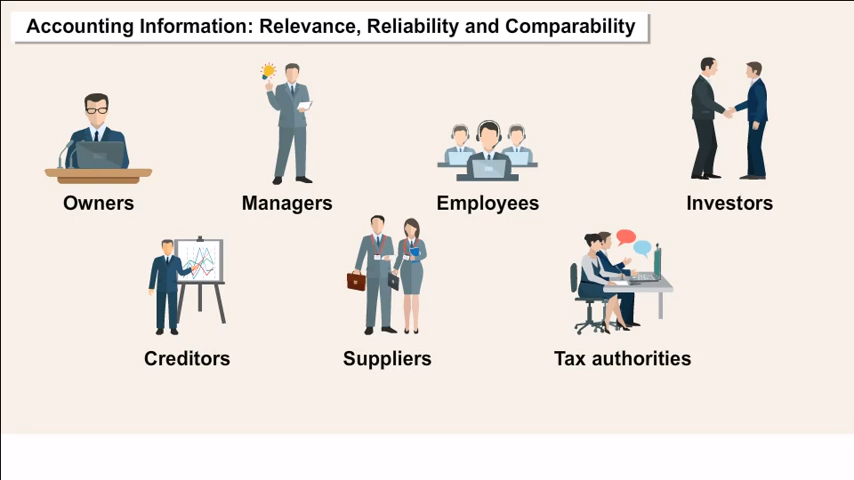 Accounting Information: Relevance, Reliability and Comparability
Owners
Managers
Employees
Investors
Creditors
Suppliers
Tax authorities